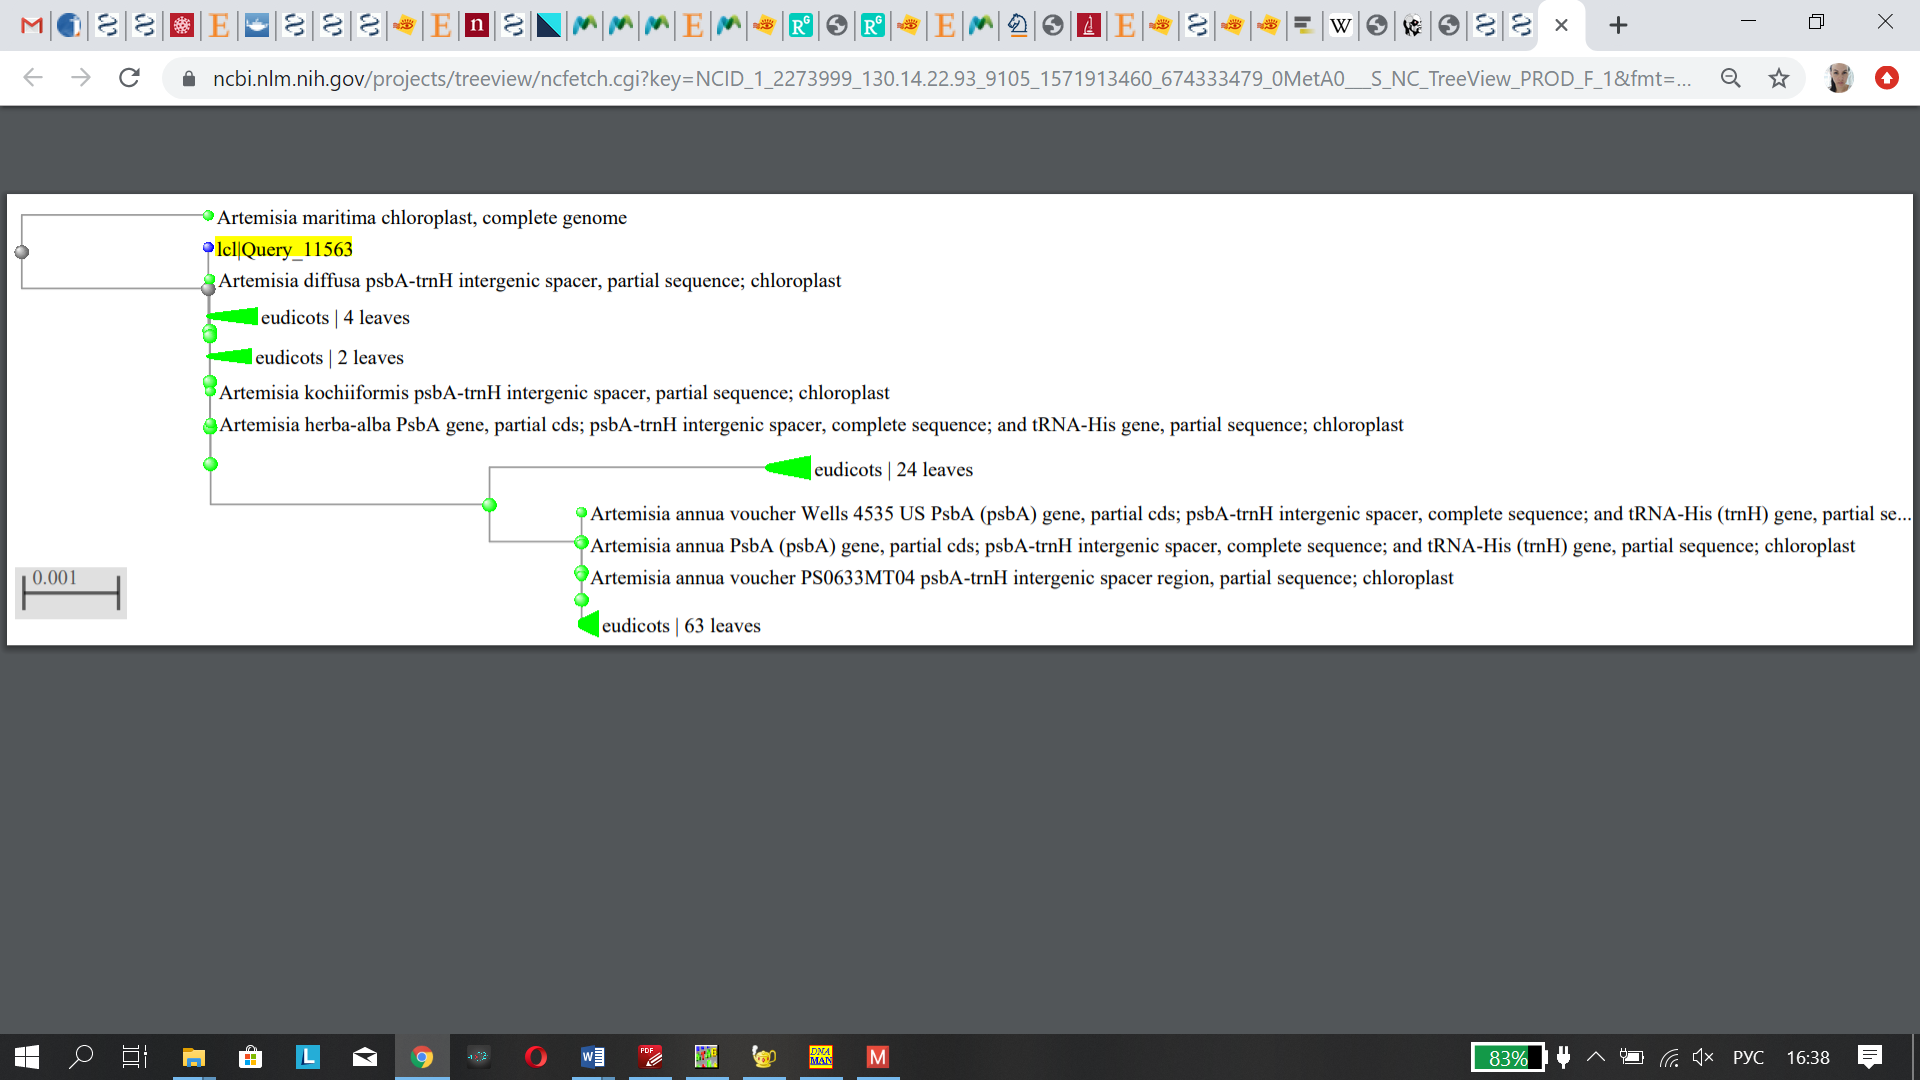 ncbi.nlm.nih.gov/projects/treeview/ncfetch.cgi?key=NCID_1_2273999_130.14.22.93_9105_1571913460_674333479_0MetA0___S_NC_TreeView_PROD_F_1&fmt=...
Artemisia maritima chloroplast, complete genome
lcl|Query_11563
Artemisia diffusa psbA-trnH intergenic spacer, partial sequence; chloroplast
eudicots | 4 leaves
eudicots | 2 leaves
Artemisia kochiiformis psbA-trnH intergenic spacer, partial sequence; chloroplast
Artemisia herba-alba PsbA gene, partial cds; psbA-trnH intergenic spacer, complete sequence; and tRNA-His gene, partial sequence; chloroplast
eudicots | 24 leaves
Artemisia annua voucher Wells 4535 US PsbA (psbA) gene, partial cds; psbA-trnH intergenic spacer, complete sequence; and tRNA-His (trnH) gene, partial se...
Artemisia annua PsbA (psbA) gene, partial cds; psbA-trnH intergenic spacer, complete sequence; and tRNA-His (trnH) gene, partial sequence; chloroplast
Artemisia annua voucher PS0633MT04 psbA-trnH intergenic spacer region, partial sequence; chloroplast
0.001
eudicots | 63 leaves
83% РУС 16:38